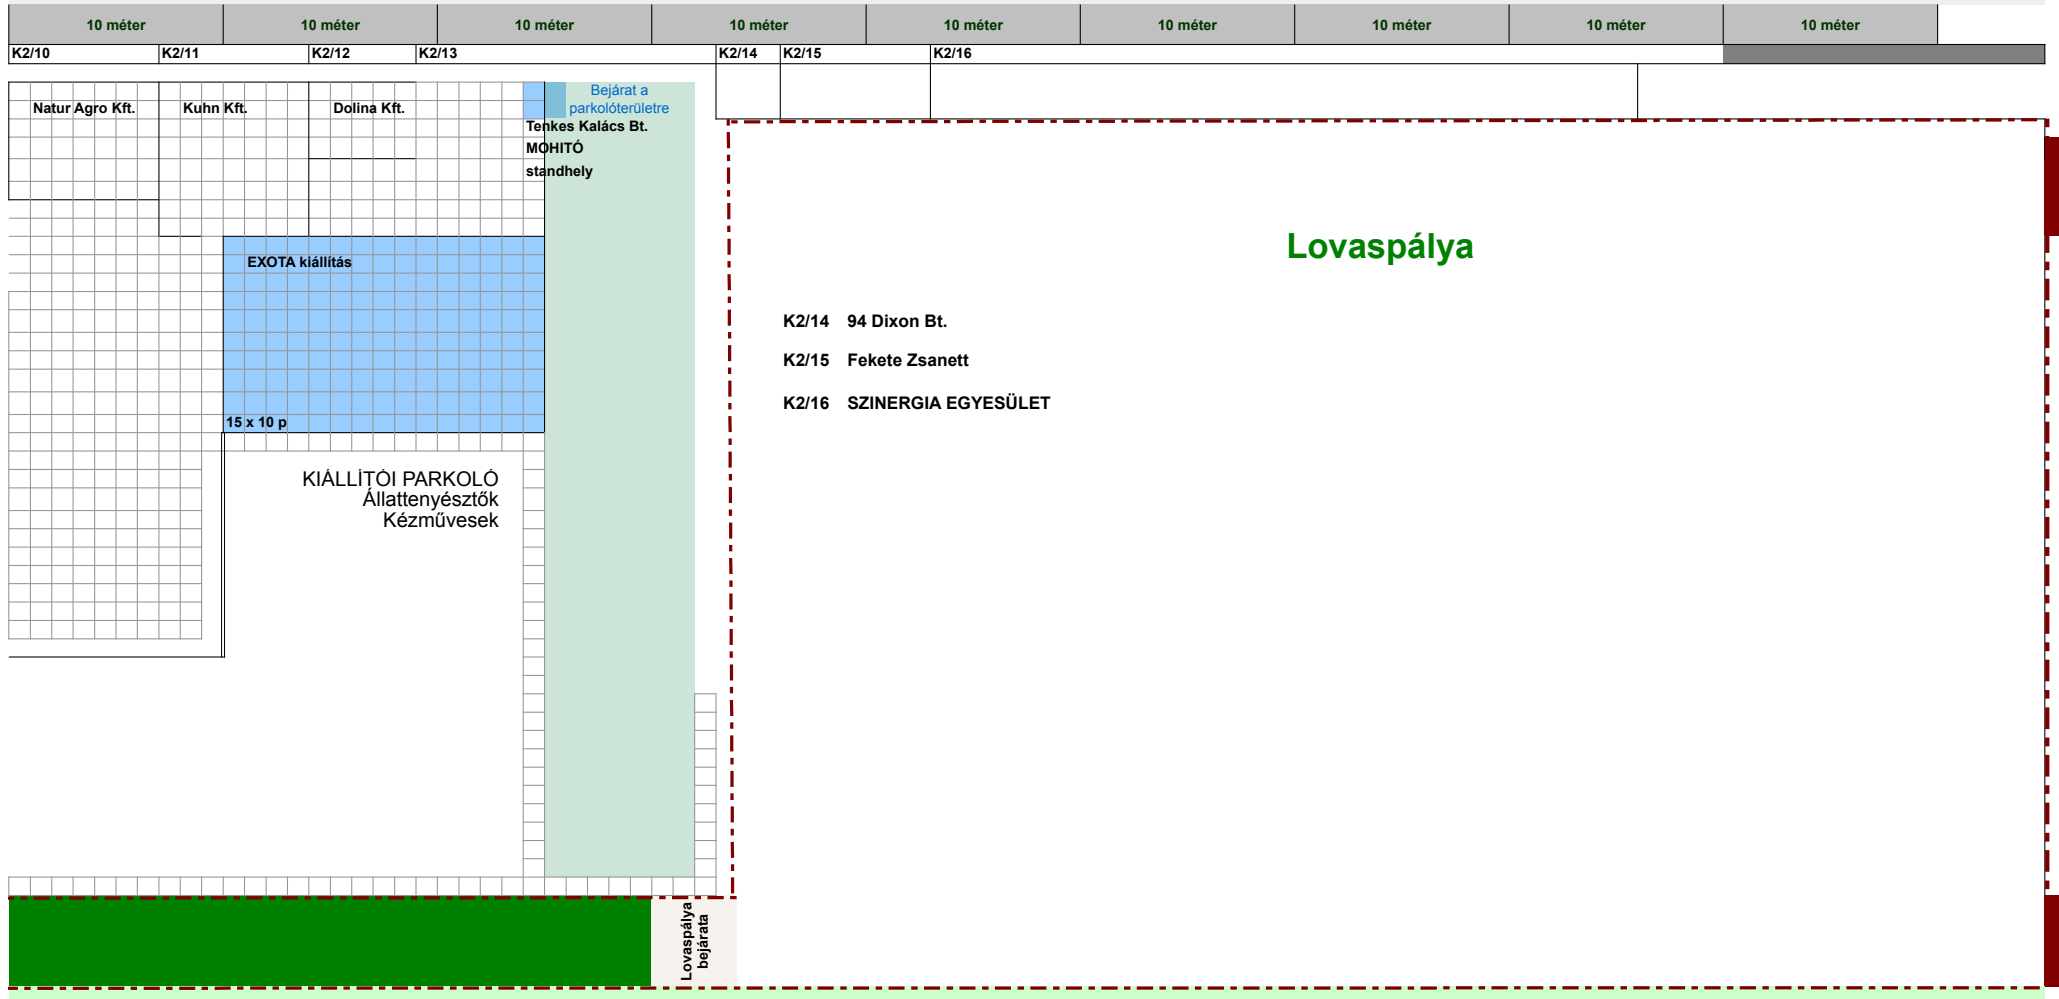 10 méter 10 méter 10 méter 10 méter 10 méter 10 méter 10 méter 10 méter 10 méter
K2/10 K2/11 K2/12 K2/13 K2/14 K2/15 K2/16
Bejárat a
parkolóterületre
Natur Agro Kft. Kuhn Kft. Dolina Kft.
Tenkes Kalács Bt.
MOHITÓ
standhely
EXOTA kiállítás
15 x 10 p
KIÁLLÍTÓI PARKOLÓ
Állattenyésztők
Kézművesek
Lovaspálya
K2/14 94 Dixon Bt.
K2/15 Fekete Zsanett
K2/16 SZINERGIA EGYESÜLET
Lovaspálya
bejárata